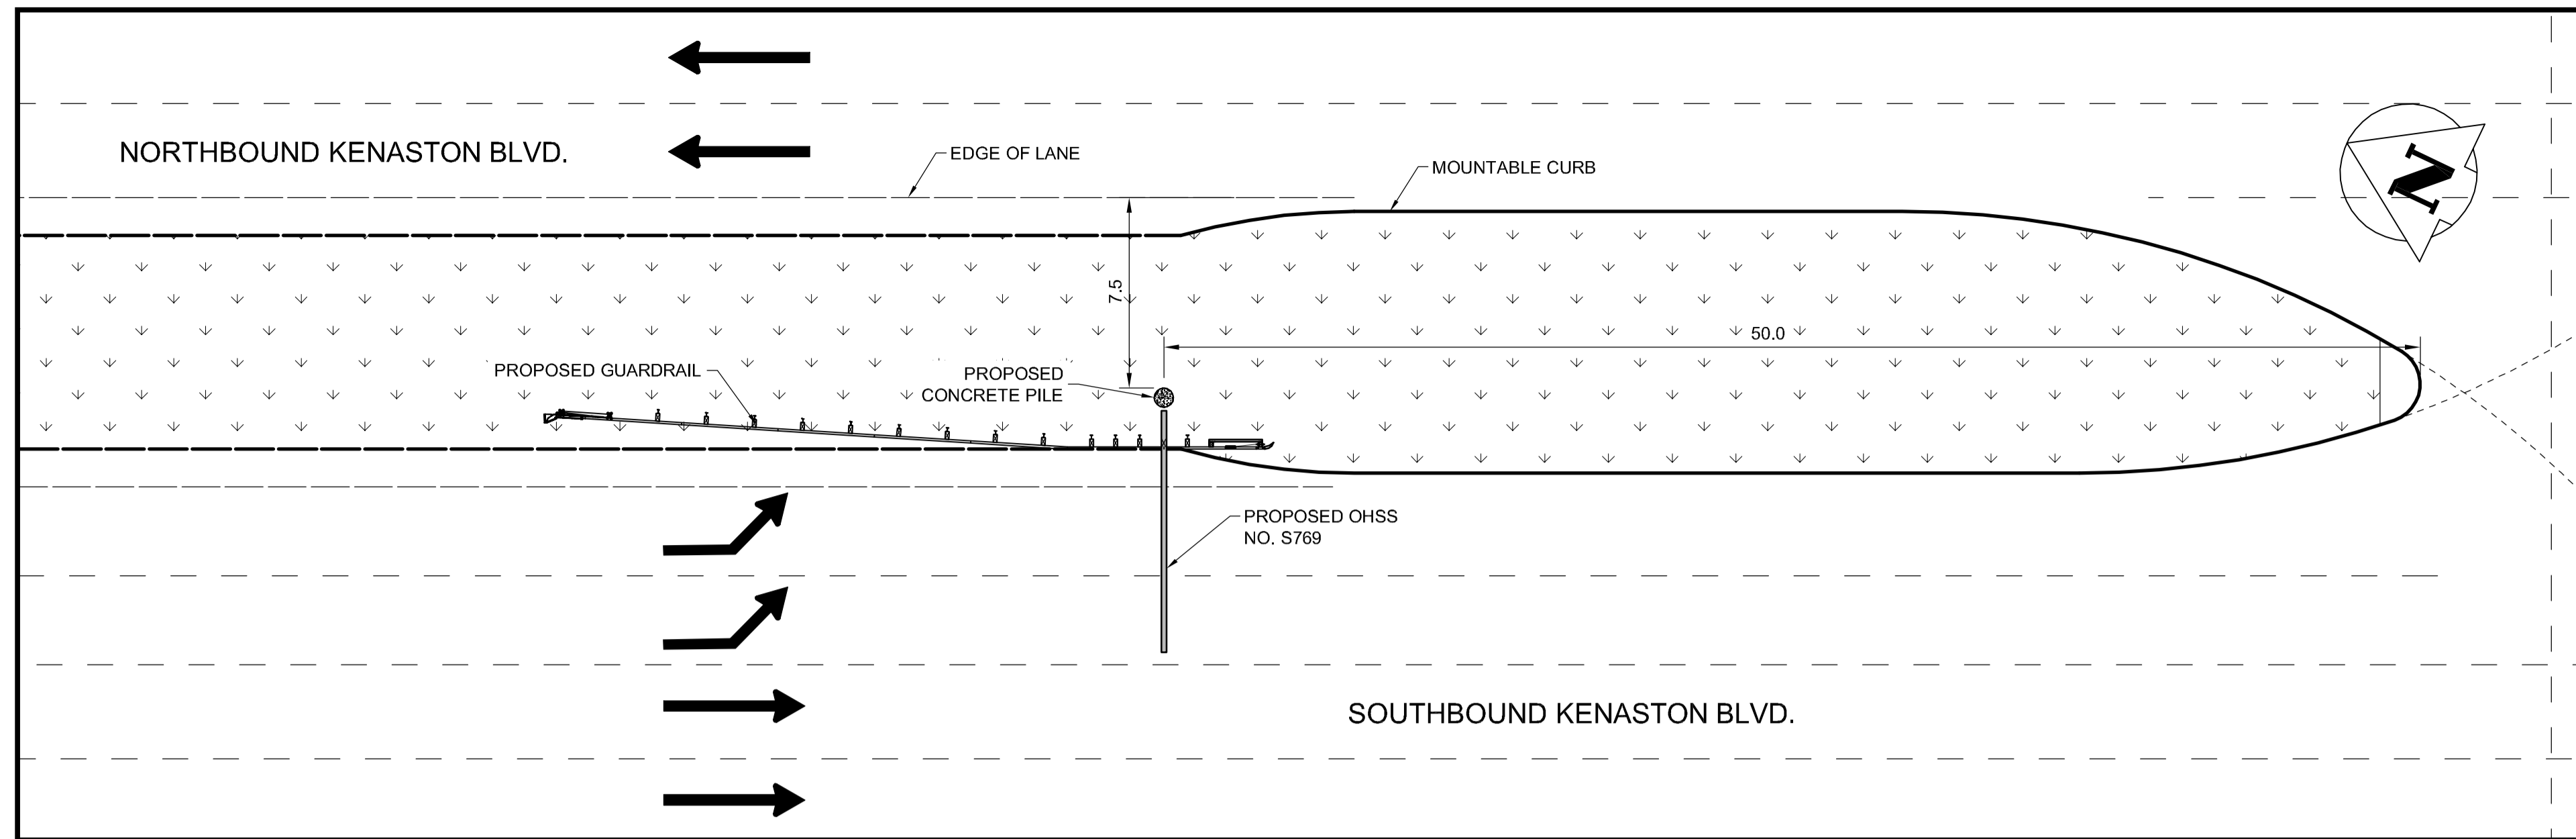 NORTHBOUND KENASTON BLVD.
EDGE OF LANE
MOUNTABLE CURB
N
7.5
50.0
PROPOSED GUARDRAIL
PROPOSED
CONCRETE PILE
PROPOSED OHSS
NO. S769
SOUTHBOUND KENASTON BLVD.